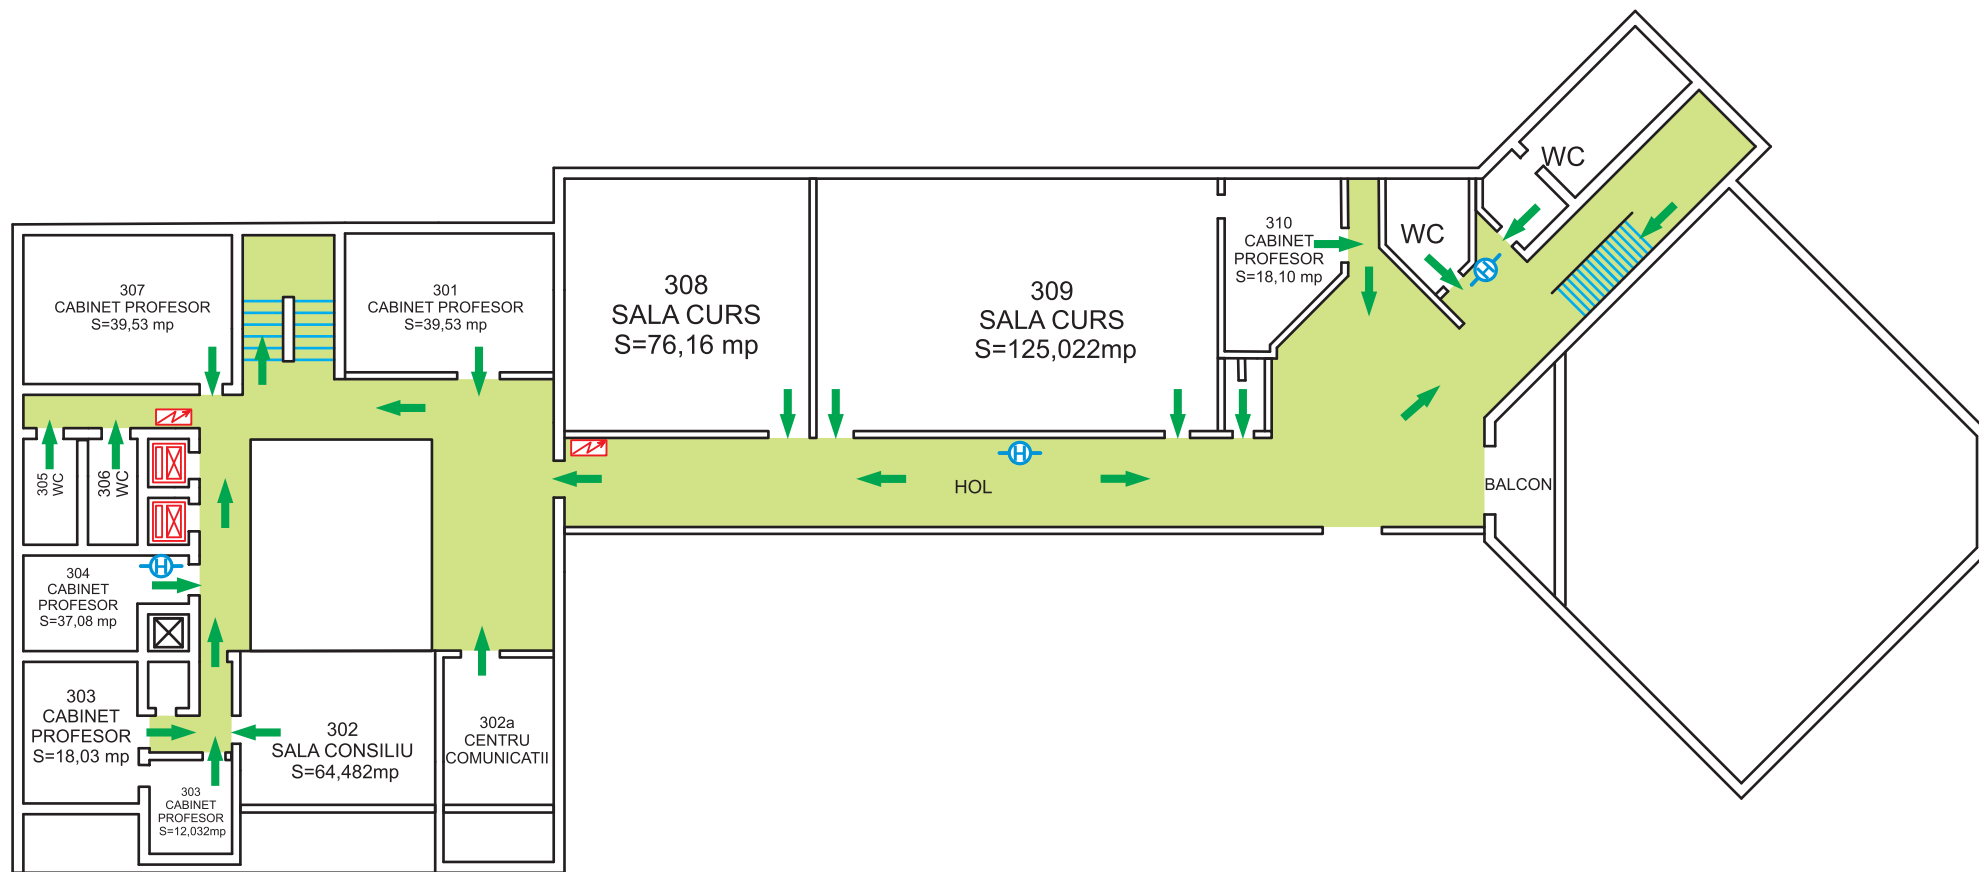 307
CABINET PROFESOR
S=39,53 mp
301
CABINET PROFESOR
S=39,53 mp
308
SALA CURS
S=76,16 mp
309
SALA CURS
S=125,022mp
310
CABINET
PROFESOR
S=18,10 mp
WC
WC
305
WC
306
WC
H
HOL
BALCON
H
H
304
CABINET
PROFESOR
S=37,08 mp
303
CABINET
PROFESOR
S=18,03 mp
302
SALA CONSILIU
S=64,482mp
302a
CENTRU
COMUNICATII
303
CABINET
PROFESOR
S=12,032mp